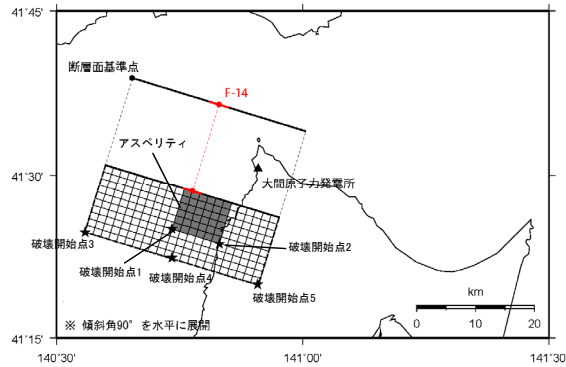 41°45'
断層面基準点
F-14
アスペリティ
41°30'
大間原子力発電所
破壊開始点3
破壊開始点2
破壊開始点1
破壊開始点4
破壊開始点5
km
※ 傾斜角90°を水平に展開
0 10 20
41°15'
140°30' 141°00' 141°30'